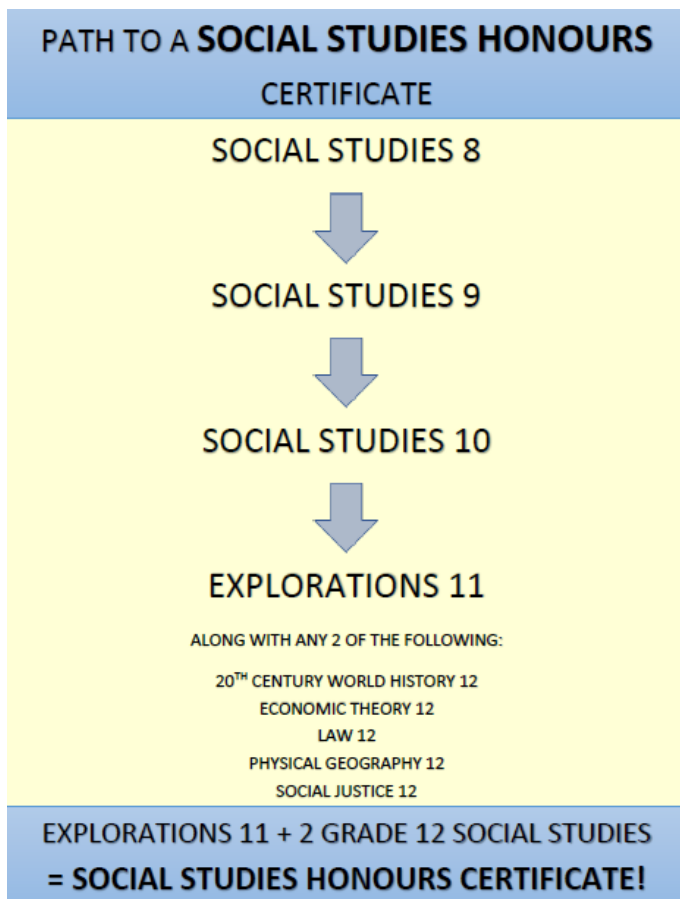 PATH TO A SOCIAL STUDIES HONOURS
CERTIFICATE
SOCIAL STUDIES 8
SOCIAL STUDIES 9
SOCIAL STUDIES 10
EXPLORATIONS 11
ALONG WITH ANY 2 OF THE FOLLOWING:
20TH CENTURY WORLD HISTORY 12
ECONOMIC THEORY 12
LAW 12
PHYSICAL GEOGRAPHY 12
SOCIAL JUSTICE 12
EXPLORATIONS 11 + 2 GRADE 12 SOCIAL STUDIES
= SOCIAL STUDIES HONOURS CERTIFICATE!